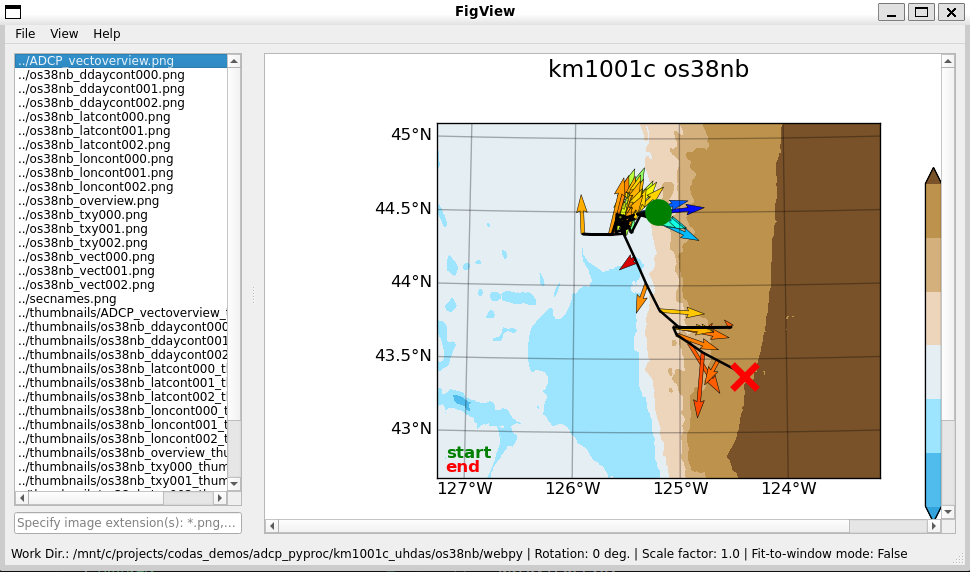 FigView
File View Help
../ADCP_vectoverview.png
../os38nb_ddaycont000.png
../os38nb_ddaycont001.png
../os38nb_ddaycont002.png
../os38nb_latcont000.png
../os38nb_latcont001.png
../os38nb_latcont002.png
../os38nb_loncont000.png
../os38nb_loncont001.png
../os38nb_loncont002.png
../os38nb_overview.png
../os38nb_txy000.png
../os38nb_txy001.png
../os38nb_txy002.png
../os38nb_vect000.png
../os38nb_vect001.png
../os38nb_vect002.png
../secnames.png
../thumbnails/ADCP_vectoverview_
../thumbnails/os38nb_ddaycont000
../thumbnails/os38nb_ddaycont001
../thumbnails/os38nb_ddaycont002
../thumbnails/os38nb_latcont000_t
../thumbnails/os38nb_latcont001_t
../thumbnails/os38nb_latcont002_t
../thumbnails/os38nb_loncont000_t
../thumbnails/os38nb_loncont001_t
../thumbnails/os38nb_loncont002_t
../thumbnails/os38nb_overview_thu
../thumbnails/os38nb_txy000_thum
../thumbnails/os38nb_txy001_thum
Specify image extension(s): *.png,...
km1001c os38nb
45°N
44.5°N
44°N
43.5°N
43°N
start
end
127°W 126°W 125°W 124°W
Work Dir.: /mnt/c/projects/codas_demos/adcp_pyproc/km1001c_uhdas/os38nb/webpy | Rotation: 0 deg. | Scale factor: 1.0 | Fit-to-window mode: False